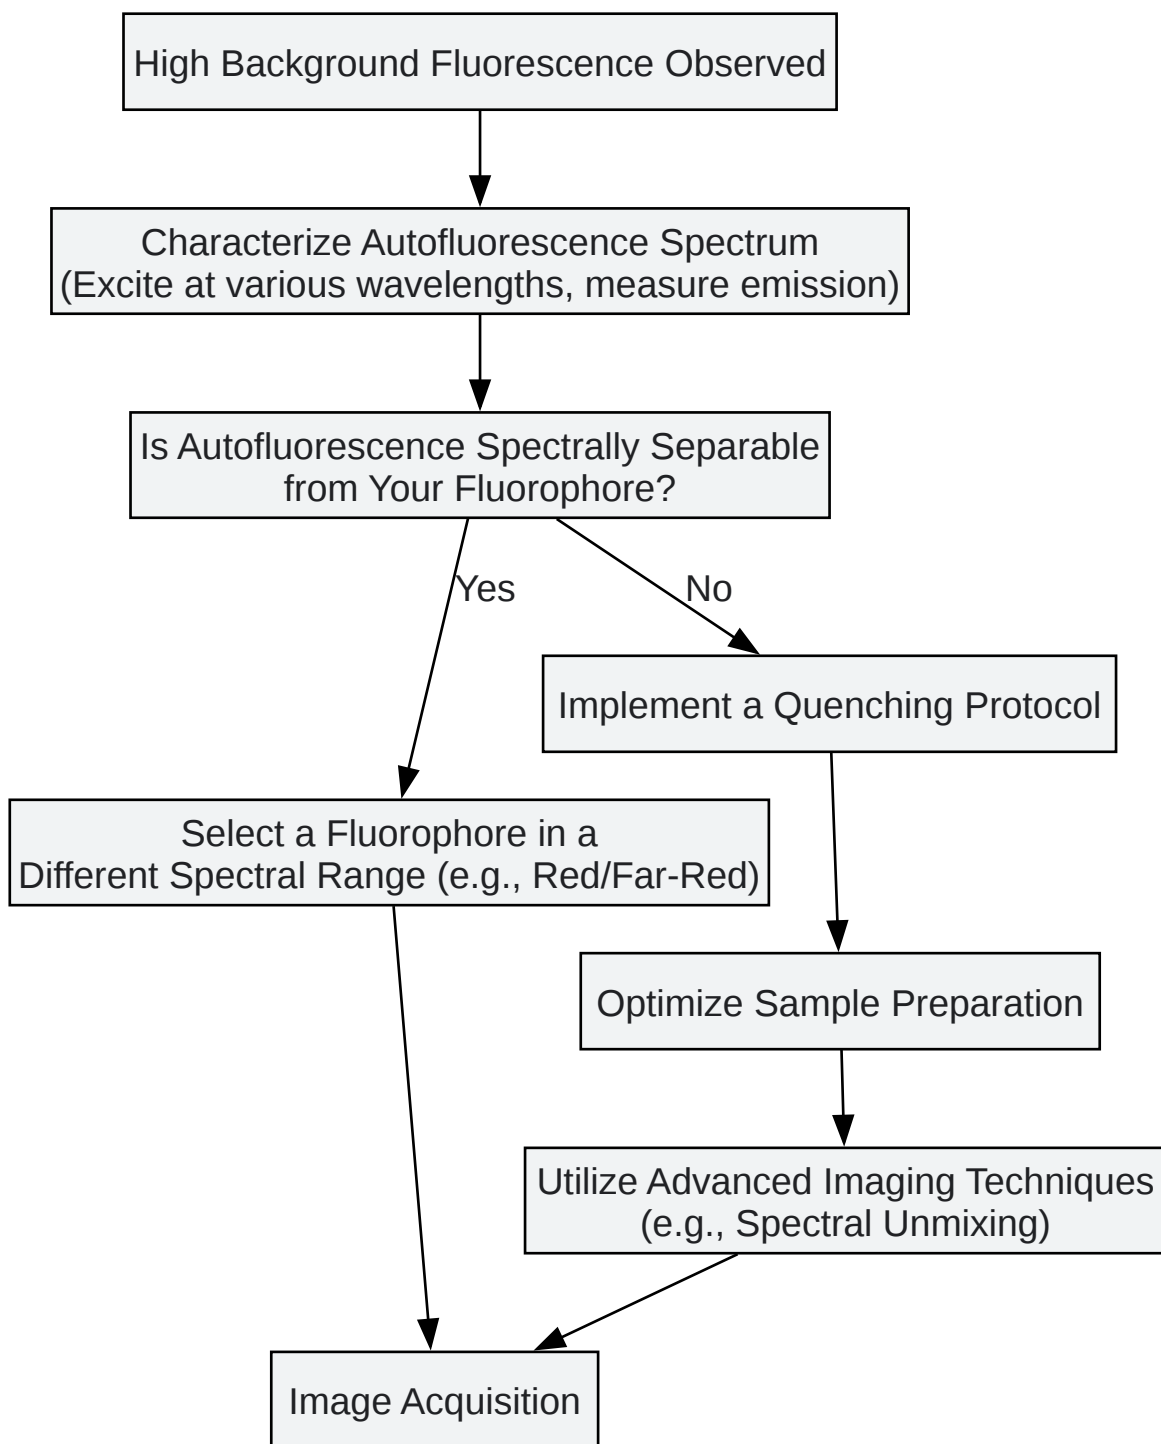 High Background Fluorescence Observed
Characterize Autofluorescence Spectrum
(Excite at various wavelengths, measure emission)
Is Autofluorescence Spectrally Separable
from Your Fluorophore?
Yes
No
Implement a Quenching Protocol
Select a Fluorophore in a
Different Spectral Range (e.g., Red/Far-Red)
Optimize Sample Preparation
Utilize Advanced Imaging Techniques
(e.g., Spectral Unmixing)
Image Acquisition